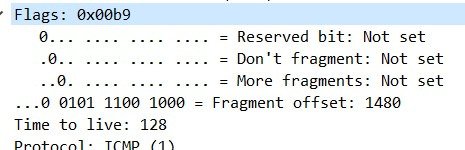 Flags: 0x00b9
0... .... .... .... = Reserved bit: Not set
.0.. .... .... .... = Don't fragment: Not set
..0. .... .... .... = More fragments: Not set
...0 0101 1100 1000 = Fragment offset: 1480
Time to live: 128
Protocol: ICMP (1)